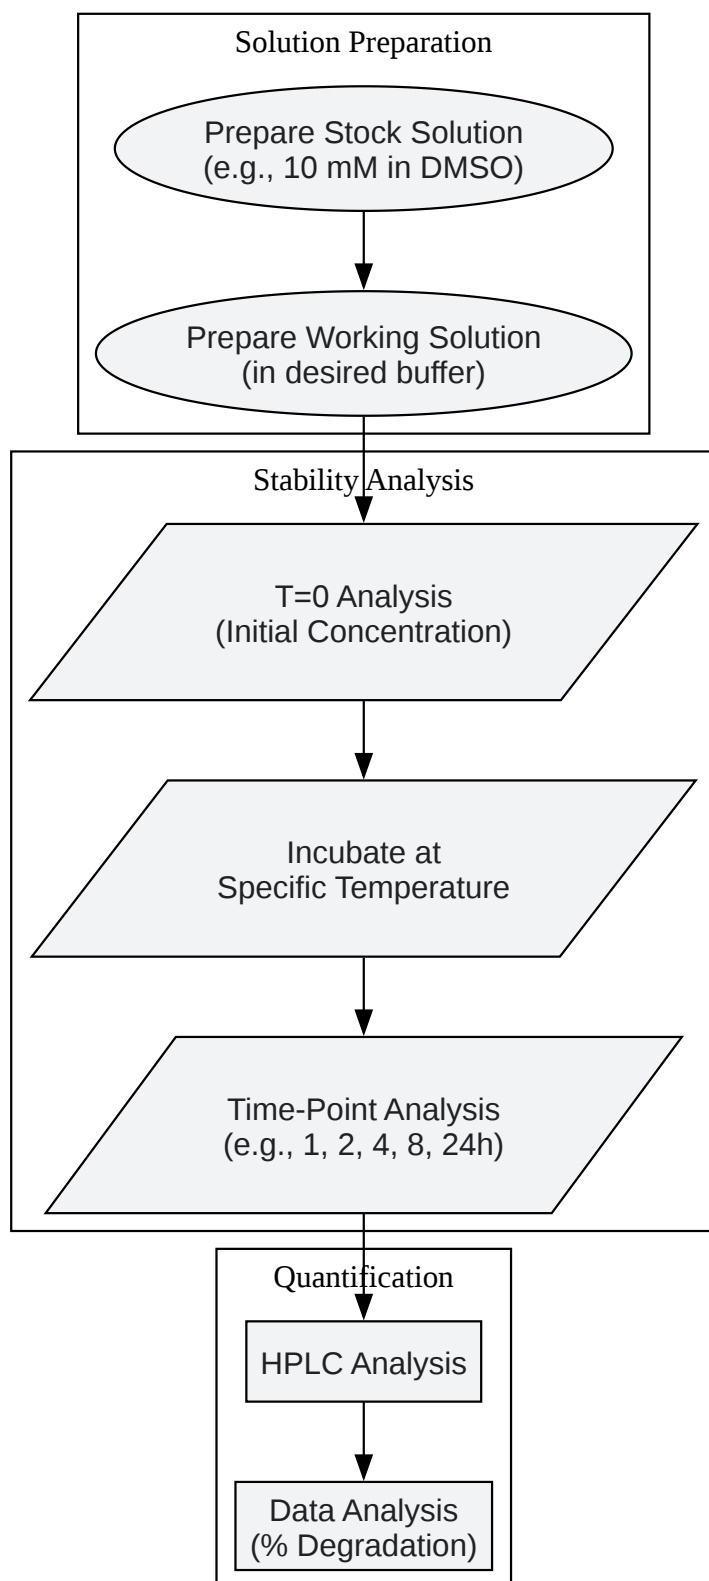 Solution Preparation
Prepare Stock Solution
(e.g., 10 mM in DMSO)
Prepare Working Solution
(in desired buffer)
Stability Analysis
T=0 Analysis
(Initial Concentration)
Incubate at
Specific Temperature
Time-Point Analysis
(e.g., 1, 2, 4, 8, 24h)
Quantification
HPLC Analysis
Data Analysis
(% Degradation)